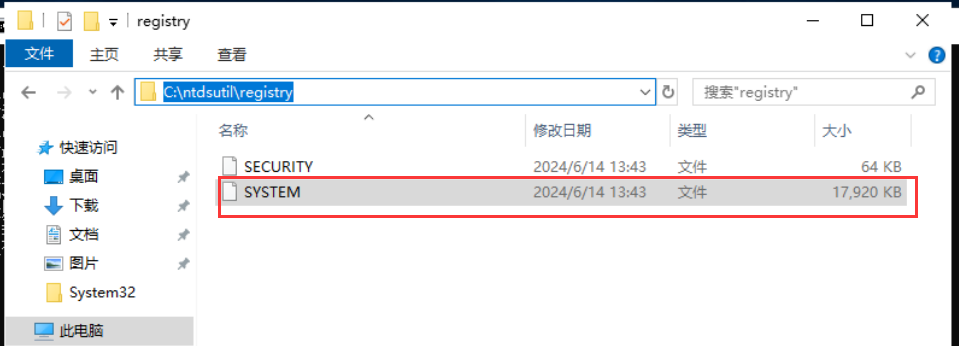 registry
文件 主页 共享 查看
C:\ntdsutil\registry 搜索"registry"
名称 修改日期 类型 大小
快速访问
SECURITY 2024/6/14 13:43 文件 64 KB
桌面
SYSTEM 2024/6/14 13:43 文件 17,920 KB
下载
文档
图片
System32
此电脑